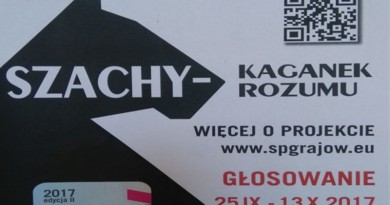 SZACHY-
KAGANEK
ROZUMU
WIĘCEJ O PROJEKCIE
www.spgrajow.eu
2017
edycja II
GŁOSOWANIE
25 IX - 13 X 2017